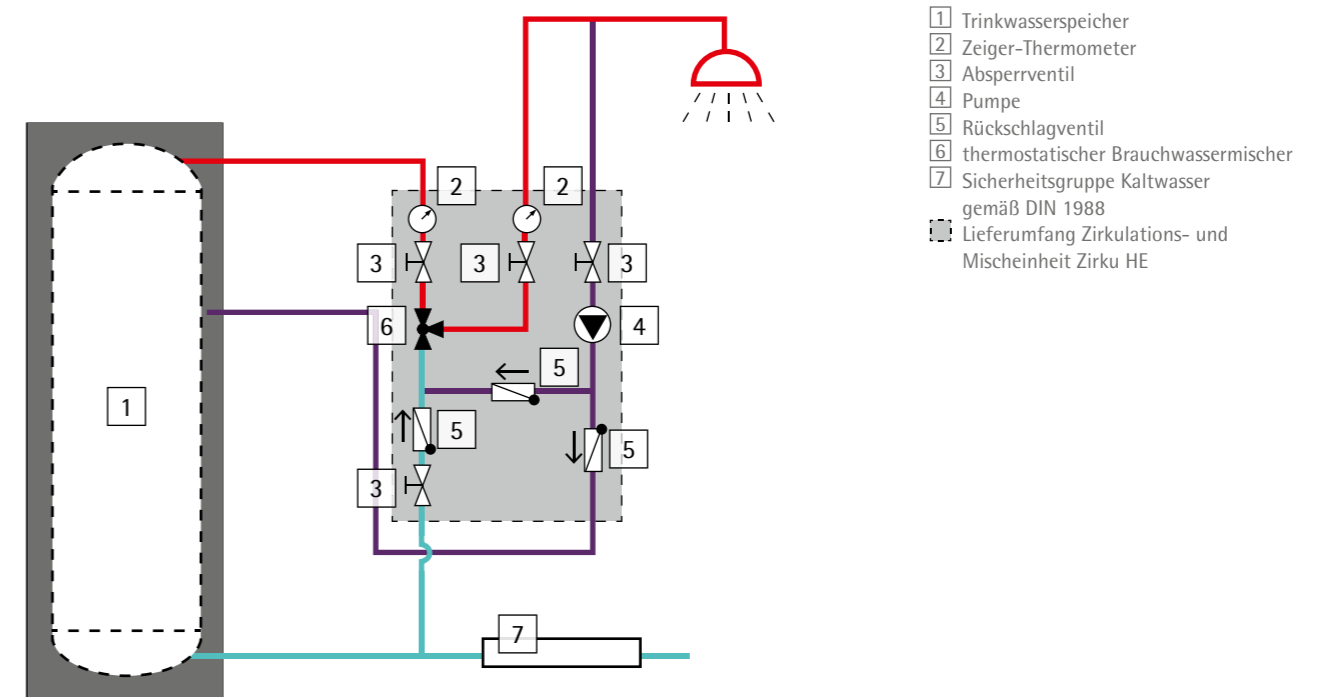 1 Trinkwasserspeicher
2 Zeiger-Thermometer
3 Absperrventil
4 Pumpe
5 Rückschlagventil
6 thermostatischer Brauchwassermischer
7 Sicherheitsgruppe Kaltwasser
gemäß DIN 1988
Lieferumfang Zirkulations- und
Mischeinheit Zirku HE
2 2
3 3 3
6 4
5
1
5 5
3
7